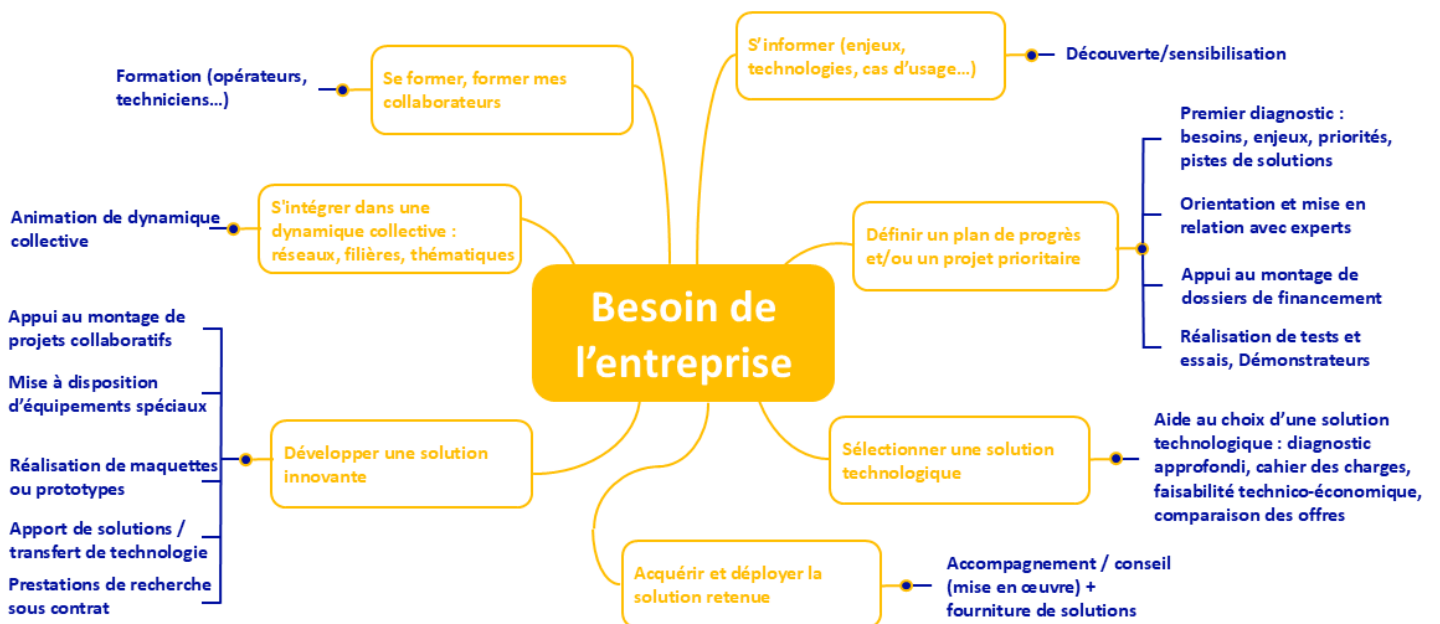 Besoin de
l’entreprise
S’informer (enjeux,
technologies, cas d’usage…)
Découverte/sensibilisation
Définir un plan de progrès
et/ou un projet prioritaire
Premier diagnostic :
besoins, enjeux, priorités,
pistes de solutions
Orientation et mise en
relation avec experts
Appui au montage de
dossiers de financement
Réalisation de tests et
essais, Démonstrateurs
Sélectionner une solution
technologique
Aide au choix d’une solution
technologique : diagnostic
approfondi, cahier des charges,
faisabilité technico-économique,
comparaison des offres
Acquérir et déployer la
solution retenue
Accompagnement / conseil
(mise en œuvre) +
fourniture de solutions
Développer une solution
innovante
Appui au montage de
projets collaboratifs
Mise à disposition
d’équipements spéciaux
Réalisation de maquettes
ou prototypes
Apport de solutions /
transfert de technologie
Prestations de recherche
sous contrat
S'intégrer dans une
dynamique collective :
réseaux, filières, thématiques
Animation de dynamique
collective
Se former, former mes
collaborateurs
Formation (opérateurs,
techniciens…)